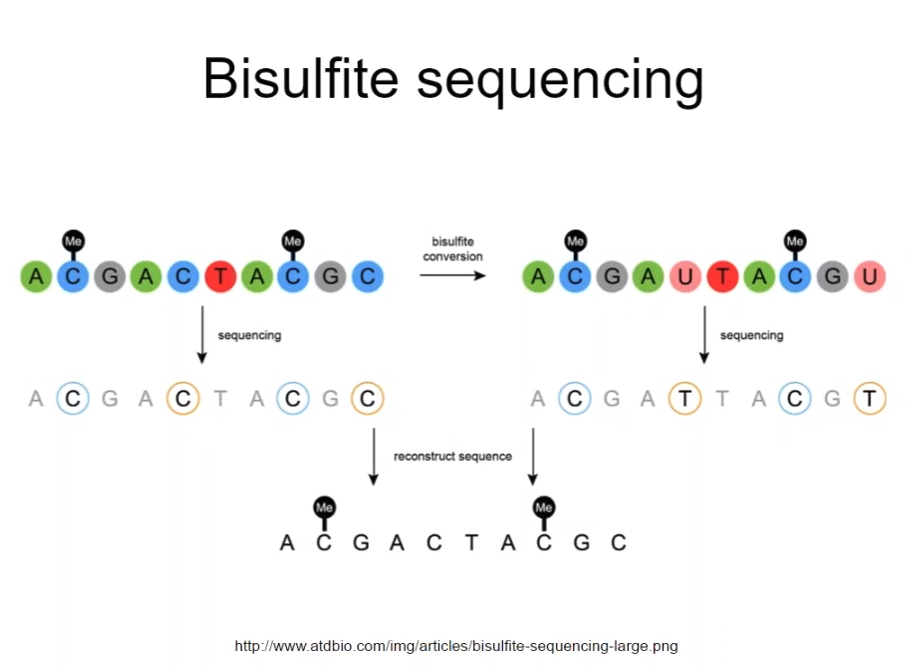 Bisulfite sequencing
Me Me bisulfite Me Me
conversion
A C G A C T A C G C A C G A U T A C G U
sequencing sequencing
A C G A C T A C G C A C G A T T A C G T
reconstruct sequence
Me Me
A C G A C T A C G C
http://www.atdbio.com/img/articles/bisulfite-sequencing-large.png